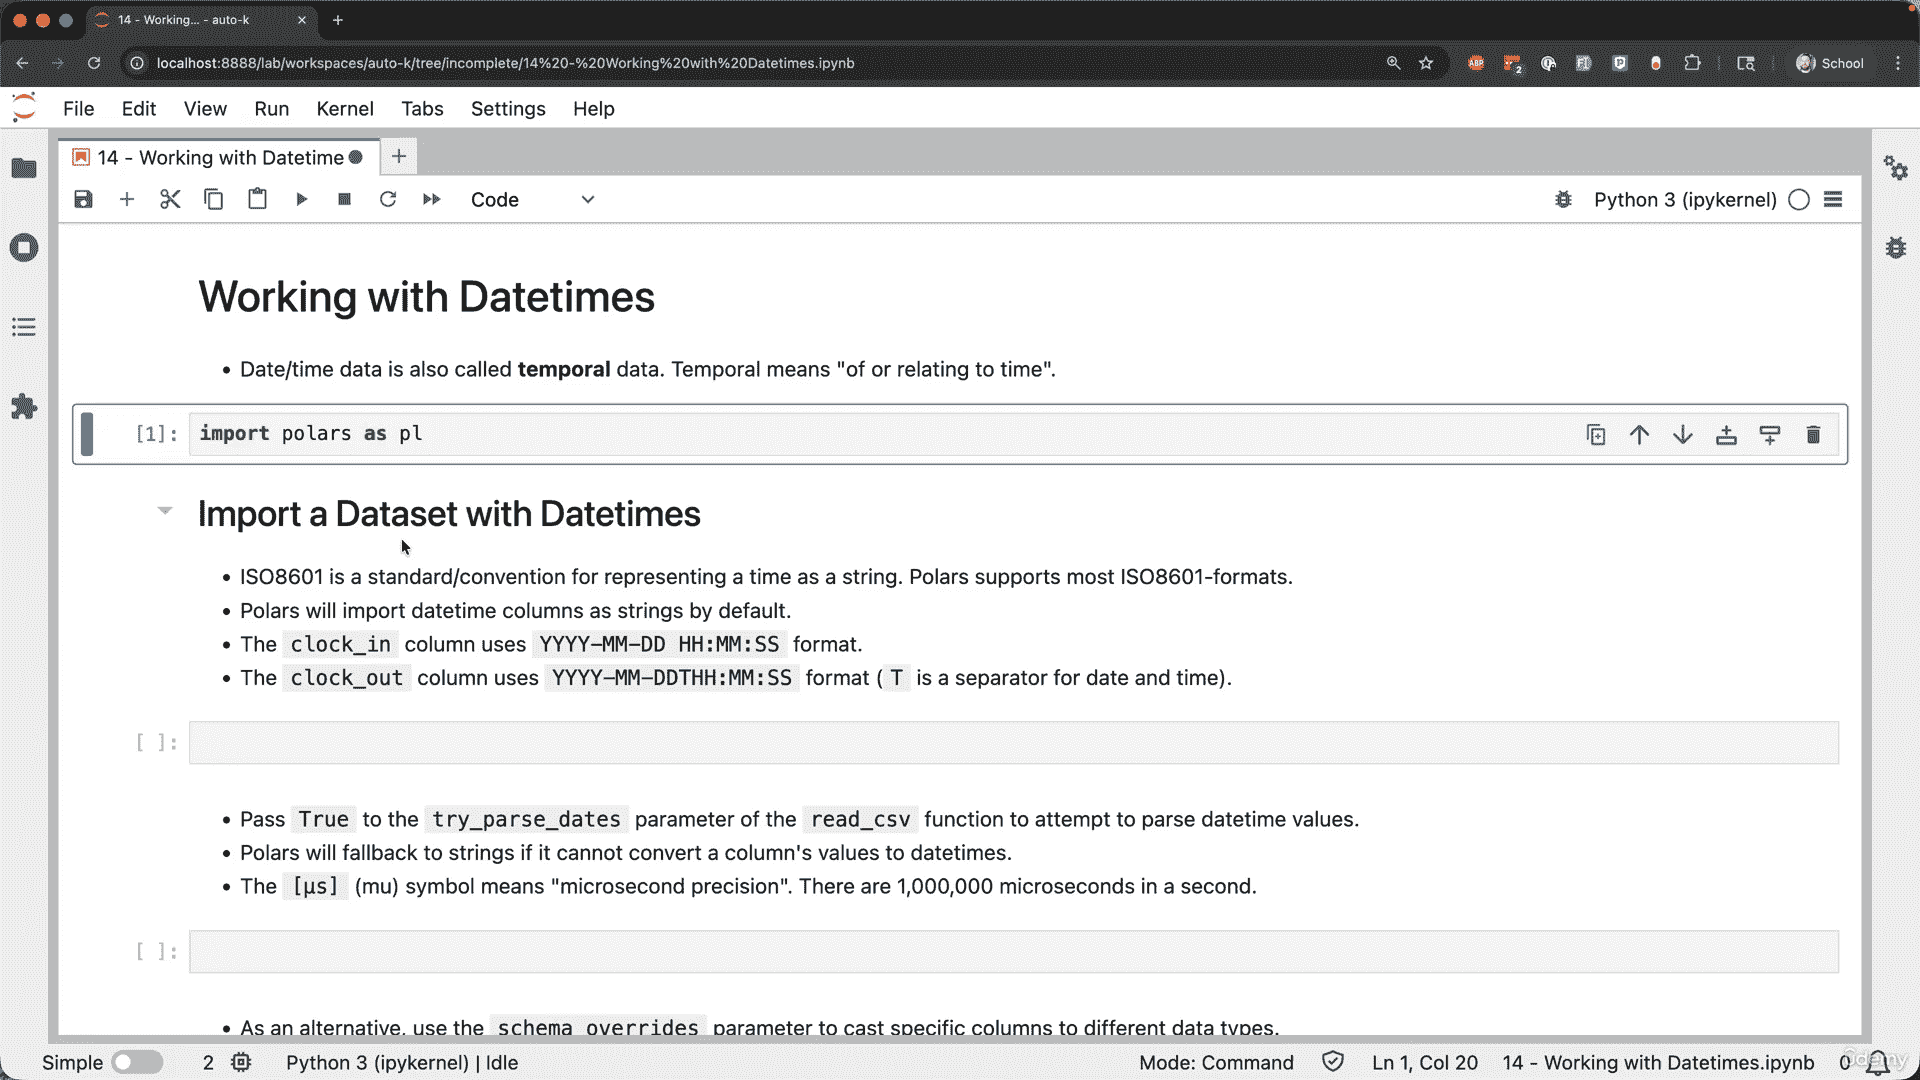 14 - Working... - auto-k
localhost:8888/lab/workspaces/auto-k/tree/incomplete/14%20-%20Working%20with%20Datetimes.ipynb
ABP
2
School
File Edit View Run Kernel Tabs Settings Help
14 - Working with Datetime
Code
Python 3 (ipykernel)
Working with Datetimes
• Date/time data is also called temporal data. Temporal means "of or relating to time".
[1]: import polars as pl
Import a Dataset with Datetimes
• ISO8601 is a standard/convention for representing a time as a string. Polars supports most ISO8601-formats.
• Polars will import datetime columns as strings by default.
• The clock_in column uses YYYY-MM-DD HH:MM:SS format.
• The clock_out column uses YYYY-MM-DDTHH:MM:SS format ( T is a separator for date and time).
[ ]:
• Pass True to the try_parse_dates parameter of the read_csv function to attempt to parse datetime values.
• Polars will fallback to strings if it cannot convert a column's values to datetimes.
• The [μs] (mu) symbol means "microsecond precision". There are 1,000,000 microseconds in a second.
[ ]:
• As an alternative, use the schema_overrides parameter to cast specific columns to different data types.
Simple 2 Python 3 (ipykernel) | Idle Mode: Command Ln 1, Col 20 14 - Working with Datetimes.ipynb 0
Udemy